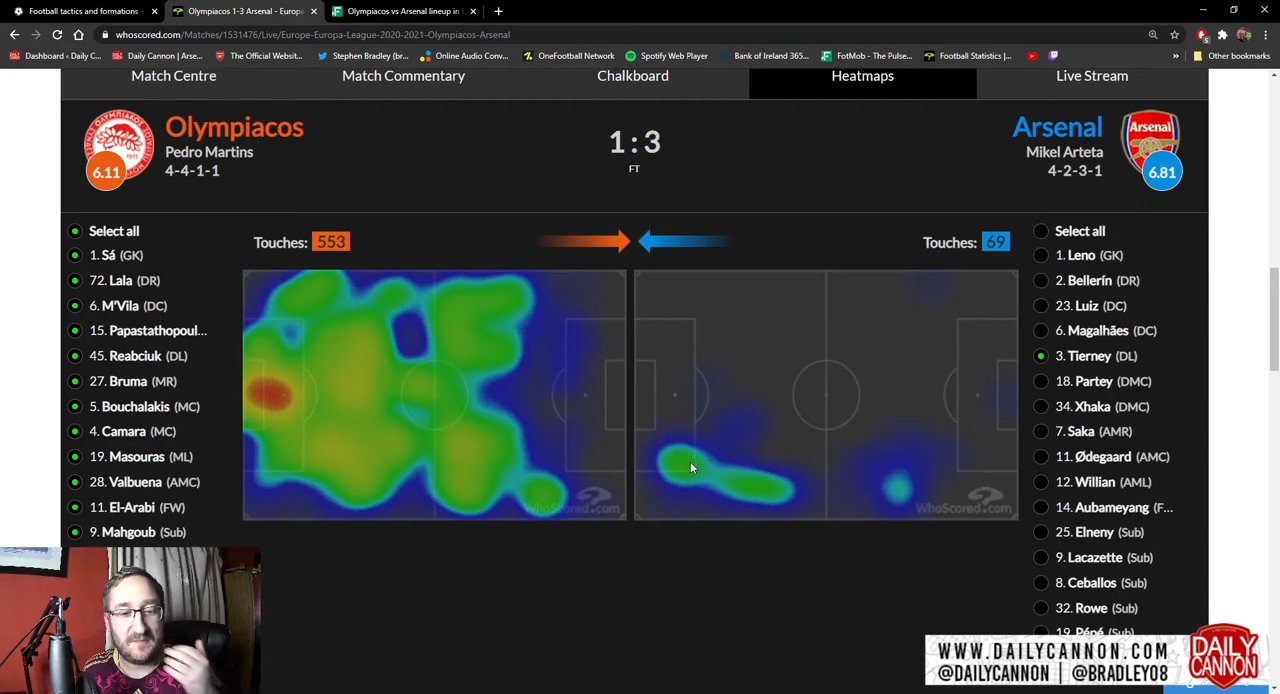 Football tactics and formations -
Olympiacos 1-3 Arsenal - Europa
Olympiacos vs Arsenal lineup in
whoscored.com/Matches/1531476/Live/Europe-Europa-League-2020-2021-Olympiacos-Arsenal
Dashboard ‹ Daily C...
Daily Cannon | Arse...
The Official Websit...
Stephen Bradley (br...
Online Audio Conv...
OneFootball Network
Spotify Web Player
Bank of Ireland 365...
FotMob - The Pulse...
Football Statistics |...
»
Other bookmarks
Match Centre
Match Commentary
Chalkboard
Heatmaps
Live Stream
Olympiacos
Pedro Martins
4-4-1-1
6.11
1 : 3
FT
Arsenal
Mikel Arteta
4-2-3-1
Arsenal
6.81
Select all
1. Sá (GK)
72. Lala (DR)
6. M'Vila (DC)
15. Papastathopoul...
45. Reabciuk (DL)
27. Bruma (MR)
5. Bouchalakis (MC)
4. Camara (MC)
19. Masouras (ML)
28. Valbuena (AMC)
11. El-Arabi (FW)
9. Mahgoub (Sub)
Touches: 553
Touches: 69
WhoScored.com
WhoScored.com
Select all
1. Leno (GK)
2. Bellerín (DR)
23. Luiz (DC)
6. Magalhães (DC)
3. Tierney (DL)
18. Partey (DMC)
34. Xhaka (DMC)
7. Saka (AMR)
11. Ødegaard (AMC)
12. Willian (AML)
14. Aubameyang (F...
25. Elneny (Sub)
9. Lacazette (Sub)
8. Ceballos (Sub)
32. Rowe (Sub)
19. Pépé (Sub)
WWW.DAILYCANNON.COM
@DAILYCANNON | @BRADLEY08
DAILY
CANNON